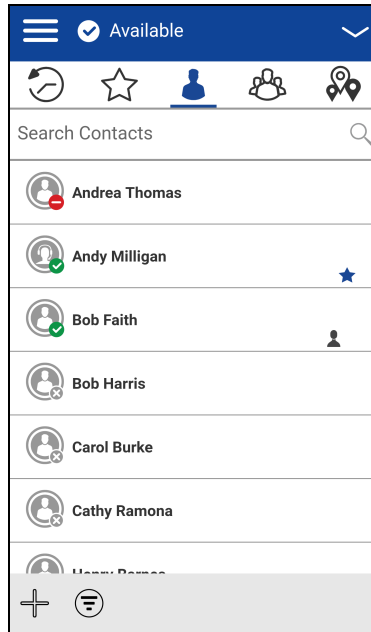 Available
Search Contacts
Andrea Thomas
Andy Milligan
Bob Faith
Bob Harris
Carol Burke
Cathy Ramona